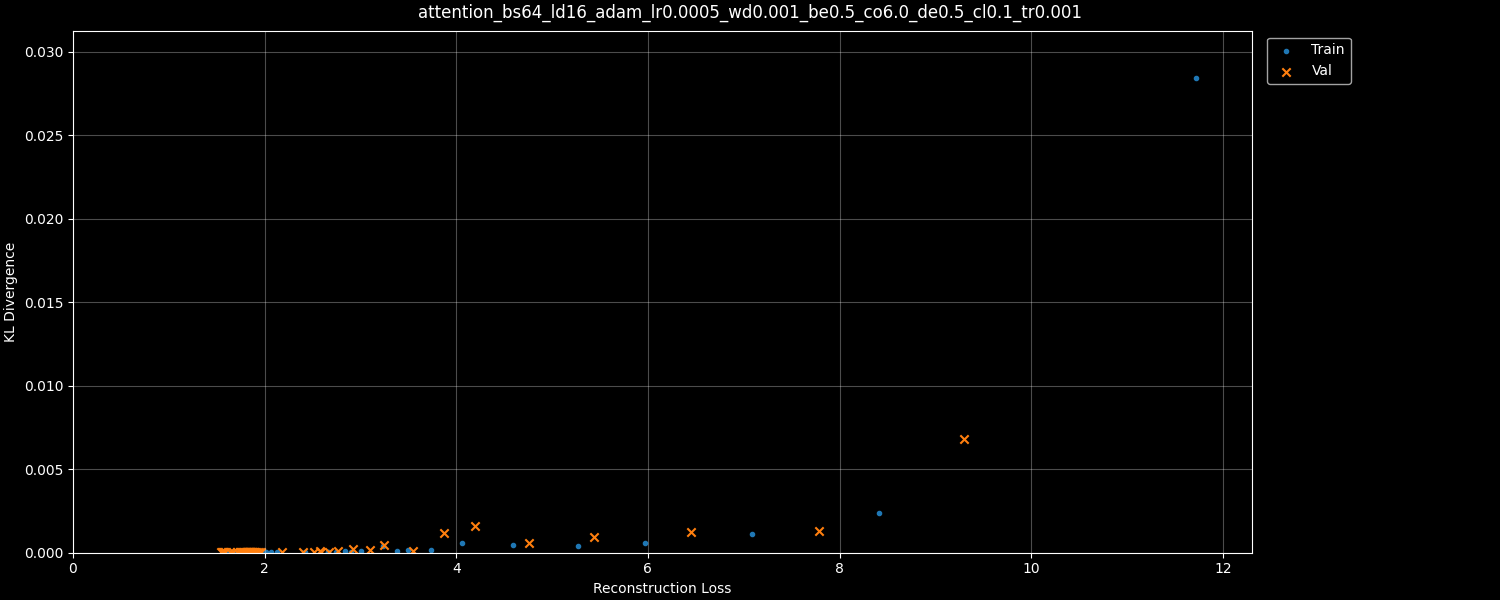 attention_bs64_ld16_adam_lr0.0005_wd0.001_be0.5_co6.0_de0.5_cl0.1_tr0.001
Train
Val
0.030
0.025
0.020
0.015
0.010
0.005
0.000
KL Divergence
0
2
4
6
8
10
12
Reconstruction Loss